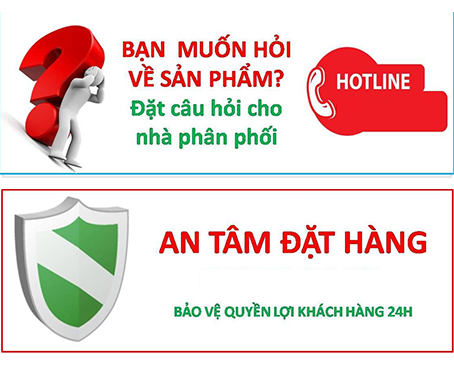 BẠN MUỐN HỎI
VỀ SẢN PHẨM?
Đặt câu hỏi cho
nhà phân phối
HOTLINE
AN TÂM ĐẶT HÀNG
BẢO VỆ QUYỀN LỢI KHÁCH HÀNG 24H